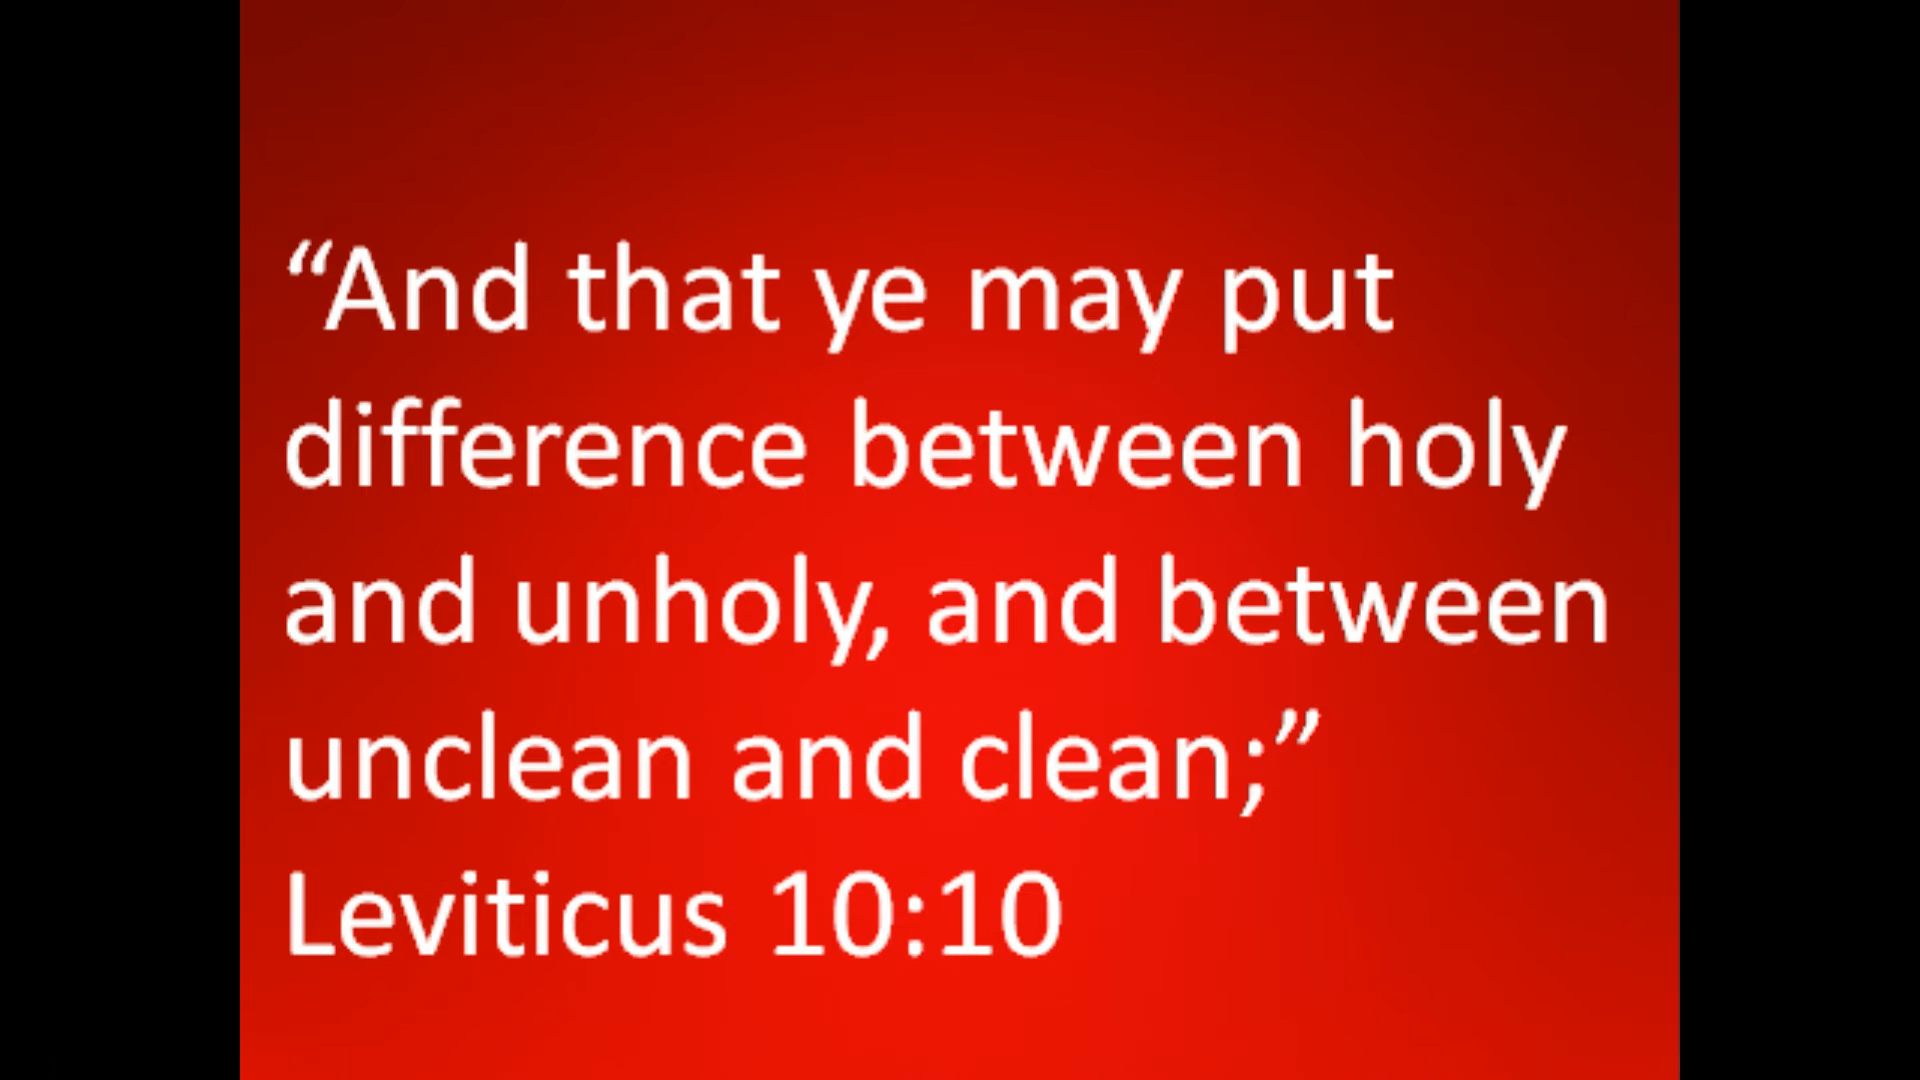 “And that ye may put
difference between holy
and unholy, and between
unclean and clean;”
Leviticus 10:10